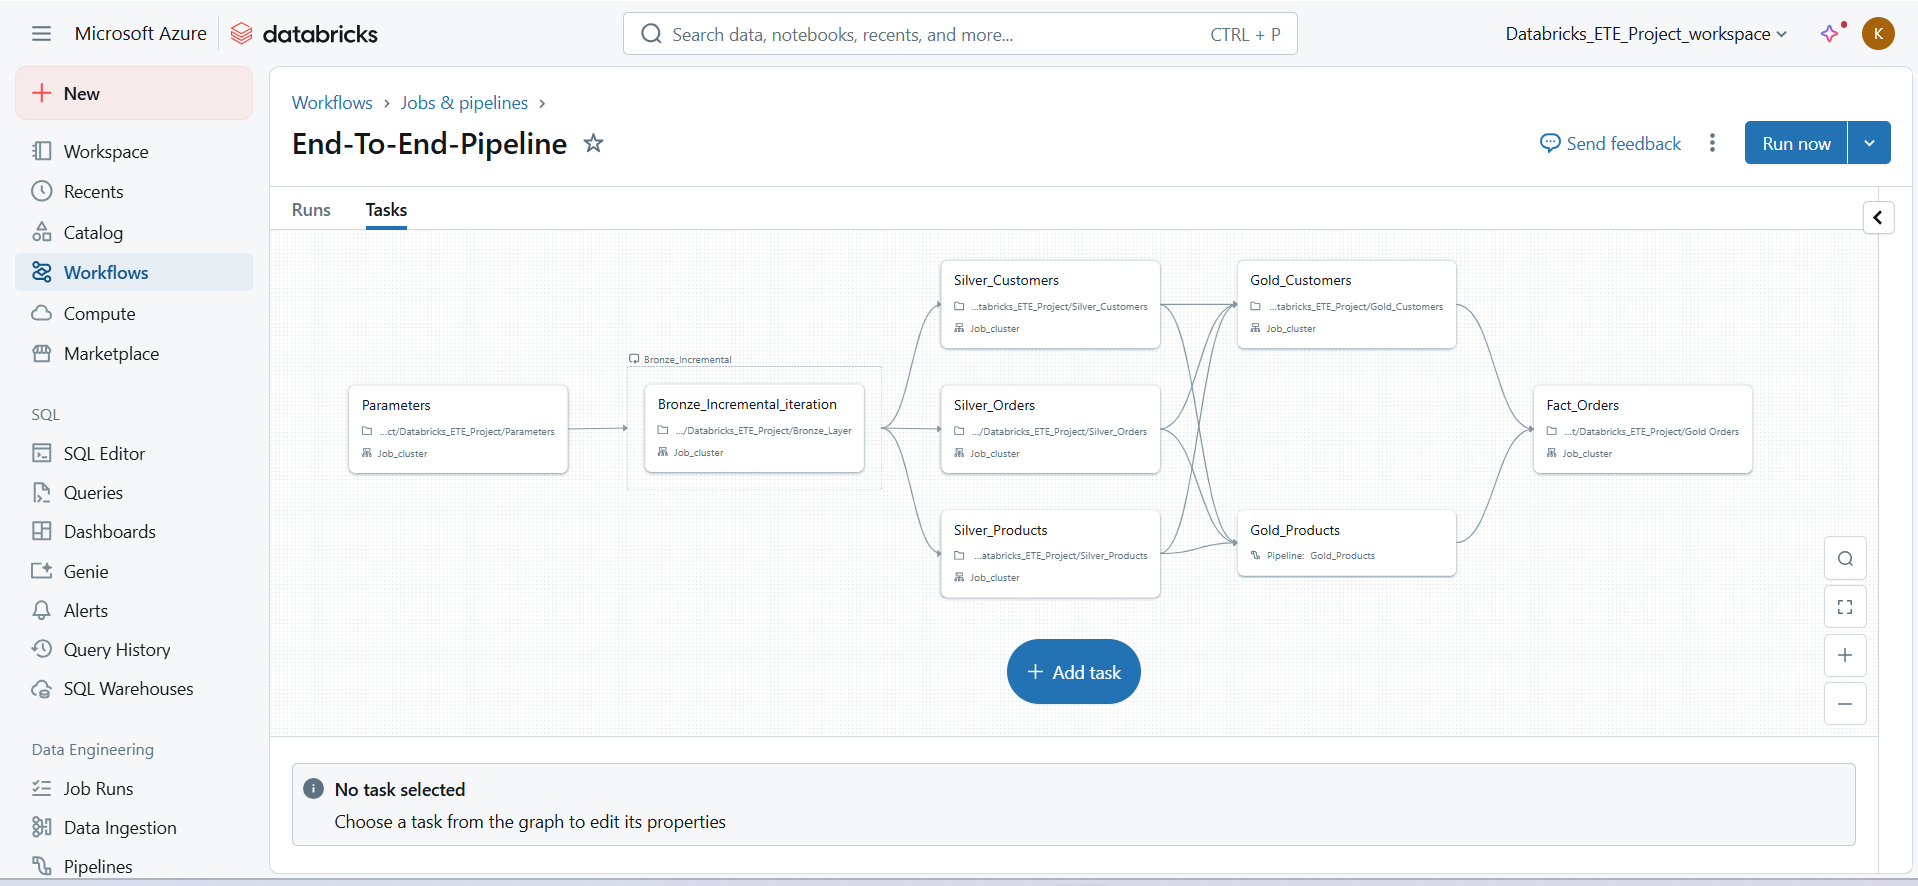 Microsoft Azure
databricks
Search data, notebooks, recents, and more...
CTRL + P
Databricks_ETE_Project_workspace
K
New
Workspace
Recents
Catalog
Workflows
Compute
Marketplace
SQL
SQL Editor
Queries
Dashboards
Genie
Alerts
Query History
SQL Warehouses
Data Engineering
Job Runs
Data Ingestion
Pipelines
Workflows › Jobs & pipelines ›
End-To-End-Pipeline
Send feedback
Run now
Runs
Tasks
Parameters
...ct/Databricks_ETE_Project/Parameters
Job_cluster
Bronze_Incremental
Bronze_Incremental_iteration
.../Databricks_ETE_Project/Bronze_Layer
Job_cluster
Silver_Customers
...tabricks_ETE_Project/Silver_Customers
Job_cluster
Silver_Orders
.../Databricks_ETE_Project/Silver_Orders
Job_cluster
Silver_Products
...atabricks_ETE_Project/Silver_Products
Job_cluster
Gold_Customers
...tabricks_ETE_Project/Gold_Customers
Job_cluster
Gold_Products
Pipeline: Gold_Products
Fact_Orders
...t/Databricks_ETE_Project/Gold Orders
Job_cluster
+ Add task
No task selected
Choose a task from the graph to edit its properties